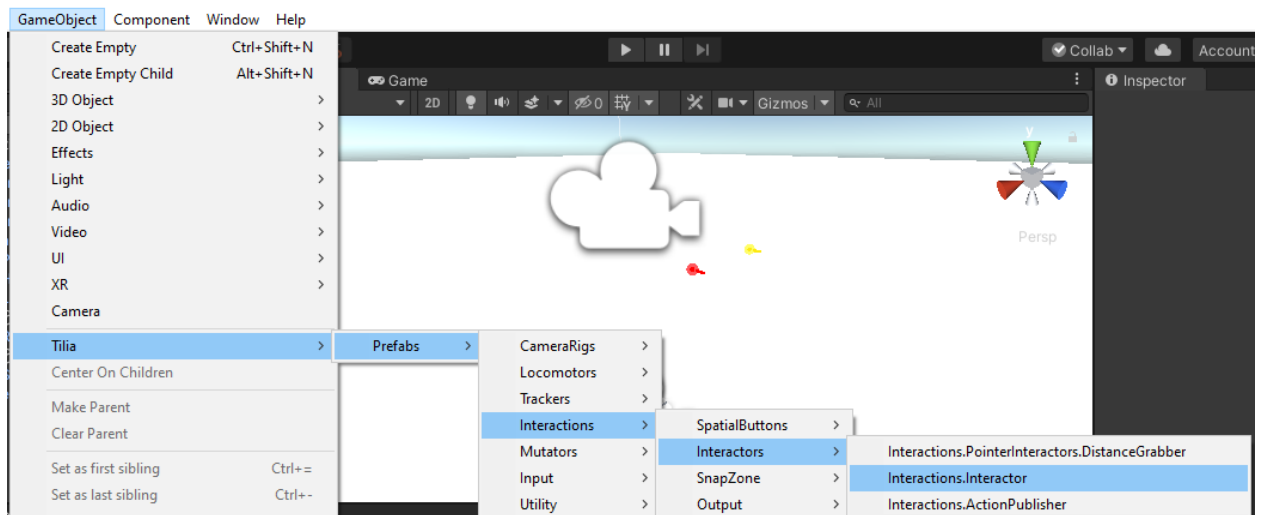 GameObject Component Window Help
Create Empty Ctrl+Shift+N
Create Empty Child Alt+Shift+N
3D Object
2D Object
Effects
Light
Audio
Video
UI
XR
Camera
Tilia
Center On Children
Make Parent
Clear Parent
Set as first sibling Ctrl+=
Set as last sibling Ctrl+-
Collab Account
Game Inspector
2D 0 Gizmos All
y
Persp
Prefabs
CameraRigs
Locomotors
Trackers
Interactions
Mutators
Input
Utility
SpatialButtons
Interactors
SnapZone
Output
Interactions.PointerInteractors.DistanceGrabber
Interactions.Interactor
Interactions.ActionPublisher